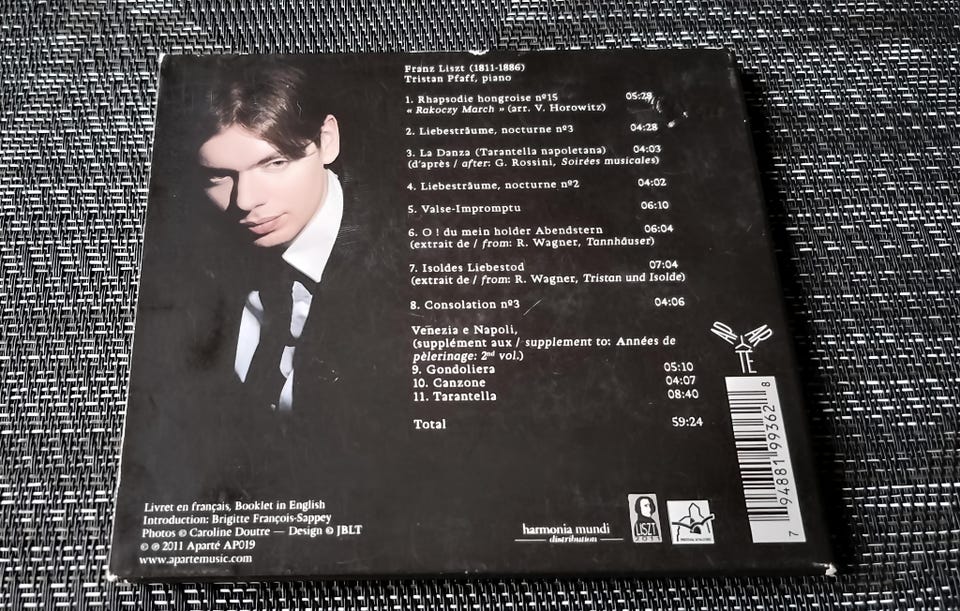 Franz Liszt (1811-1886)
Tristan Pfaff, piano
1. Rhapsodie hongroise nº15 05:28
« Rakoczy March » (arr. V. Horowitz)
2. Liebesträume, nocturne nº3 04:28
3. La Danza (Tarantella napoletana) 04:03
(d'après / after: G. Rossini, Soirées musicales)
4. Liebesträume, nocturne nº2 04:02
5. Valse-Impromptu 06:10
6. O ! du mein holder Abendstern 06:04
(extrait de / from: R. Wagner, Tannhäuser)
7. Isoldes Liebestod 07:04
(extrait de / from: R. Wagner, Tristan und Isolde)
8. Consolation nº3 04:06
Venezia e Napoli,
(supplément aux / supplement to: Années de
pèlerinage: 2nd vol.)
9. Gondoliera 05:10
10. Canzone 04:07
11. Tarantella 08:40
Total 59:24
Livret en français, Booklet in English
Introduction: Brigitte François-Sappey
Photos © Caroline Doutre — Design © JBLT
© ℗ 2011 Aparté AP019
www.apartemusic.com
harmonia mundi
distribution
LISZT
2011
7 94881 99362 8